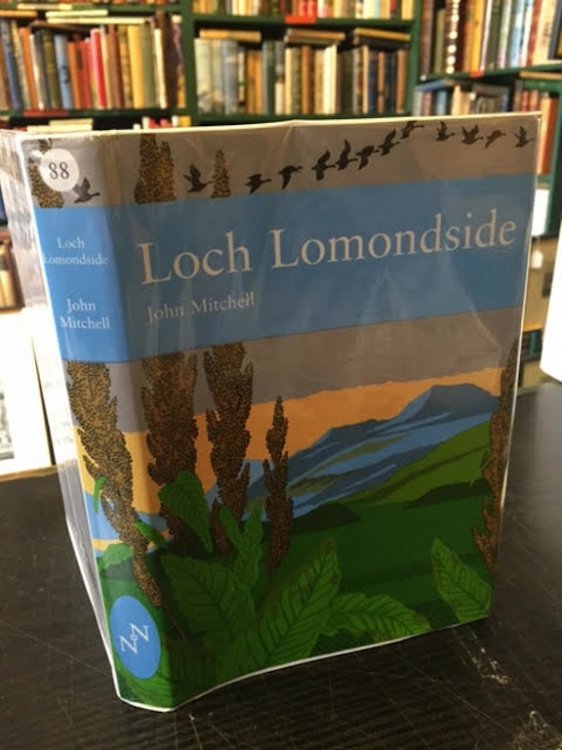 88
Loch
Lomondside
John
Mitchell
NN
Loch Lomondside
John Mitchell